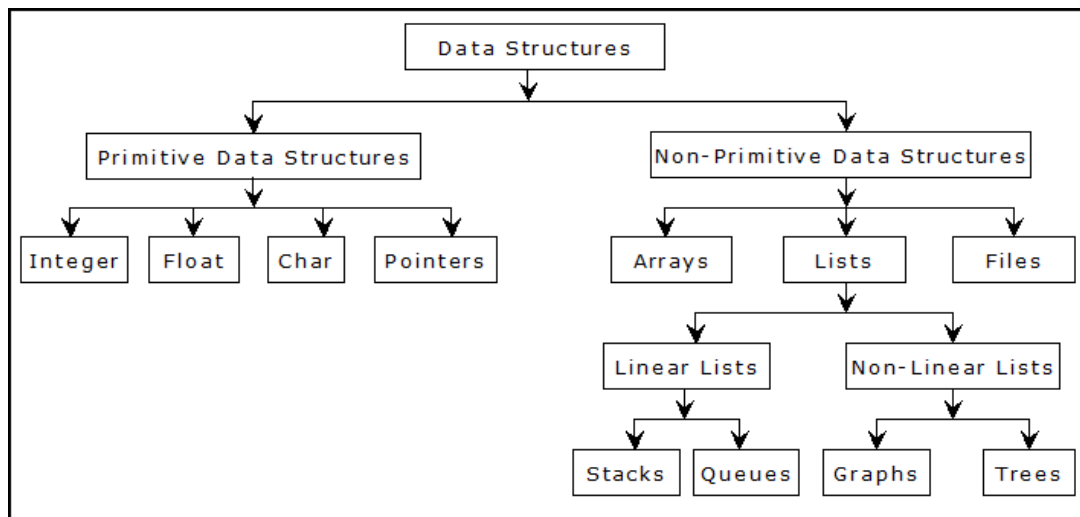 Data Structures
Primitive Data Structures
Non-Primitive Data Structures
Integer
Float
Char
Pointers
Arrays
Lists
Files
Linear Lists
Non-Linear Lists
Stacks
Queues
Graphs
Trees